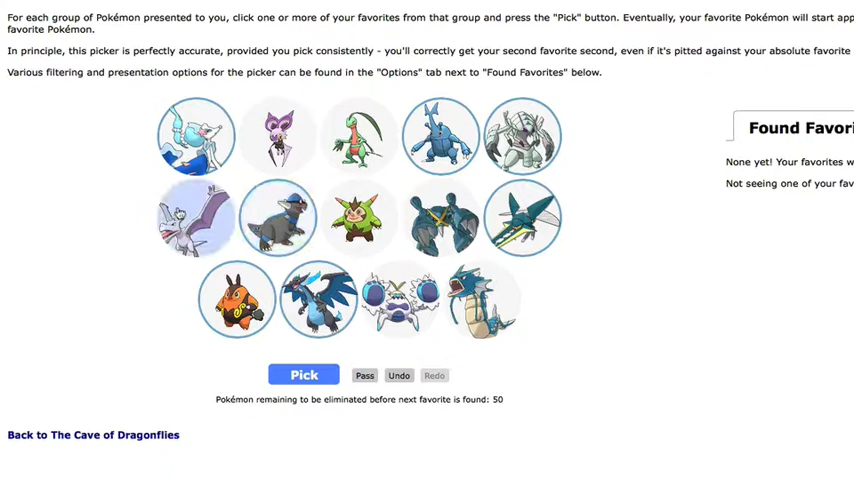 For each group of Pokémon presented to you, click one or more of your favorites from that group and press the "Pick" button. Eventually, your favorite Pokémon will start app
favorite Pokémon.
In principle, this picker is perfectly accurate, provided you pick consistently - you'll correctly get your second favorite second, even if it's pitted against your absolute favorite
Various filtering and presentation options for the picker can be found in the "Options" tab next to "Found Favorites" below.
Found Favori
None yet! Your favorites w
Not seeing one of your fav
Pick Pass Undo Redo
Pokémon remaining to be eliminated before next favorite is found: 50
Back to The Cave of Dragonflies